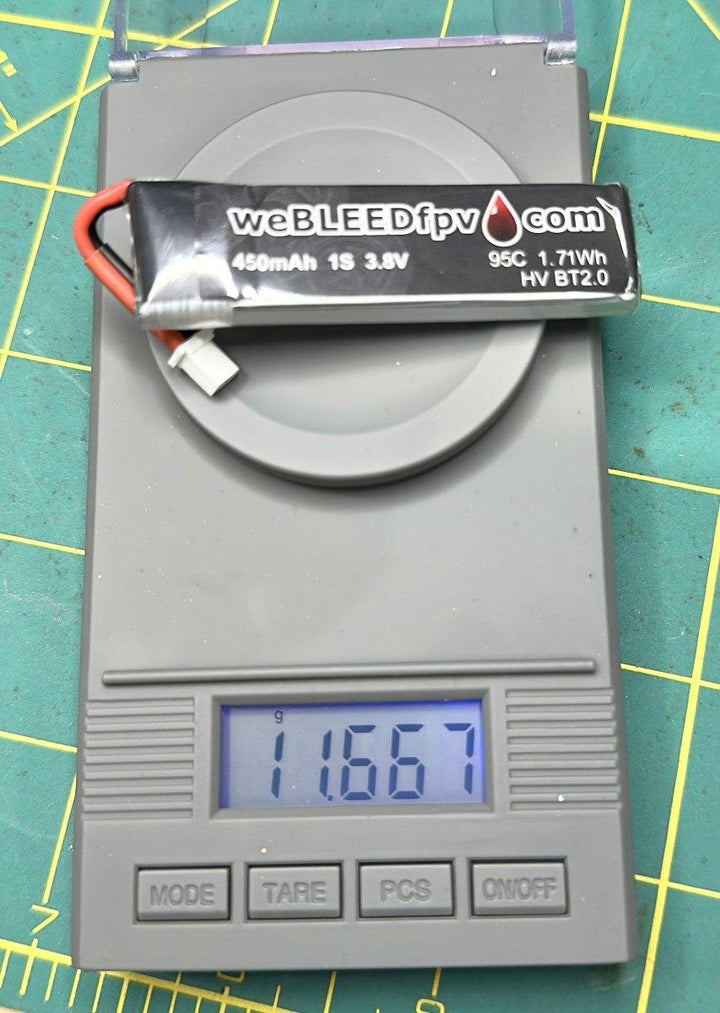 weBLEEDfpv com
450mAh 1S 3.8V 95C 1.71Wh
HV BT2.0
g
11.667
MODE TARE PCS ON/OFF
7